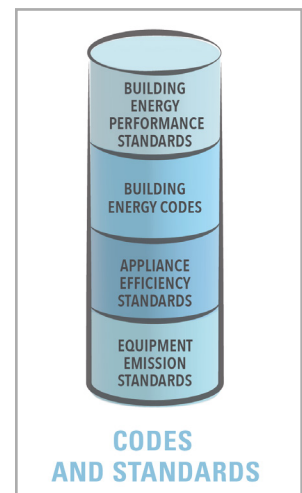 BUILDING
ENERGY
PERFORMANCE
STANDARDS
BUILDING
ENERGY CODES
APPLIANCE
EFFICIENCY
STANDARDS
EQUIPMENT
EMISSION
STANDARDS
CODES
AND STANDARDS